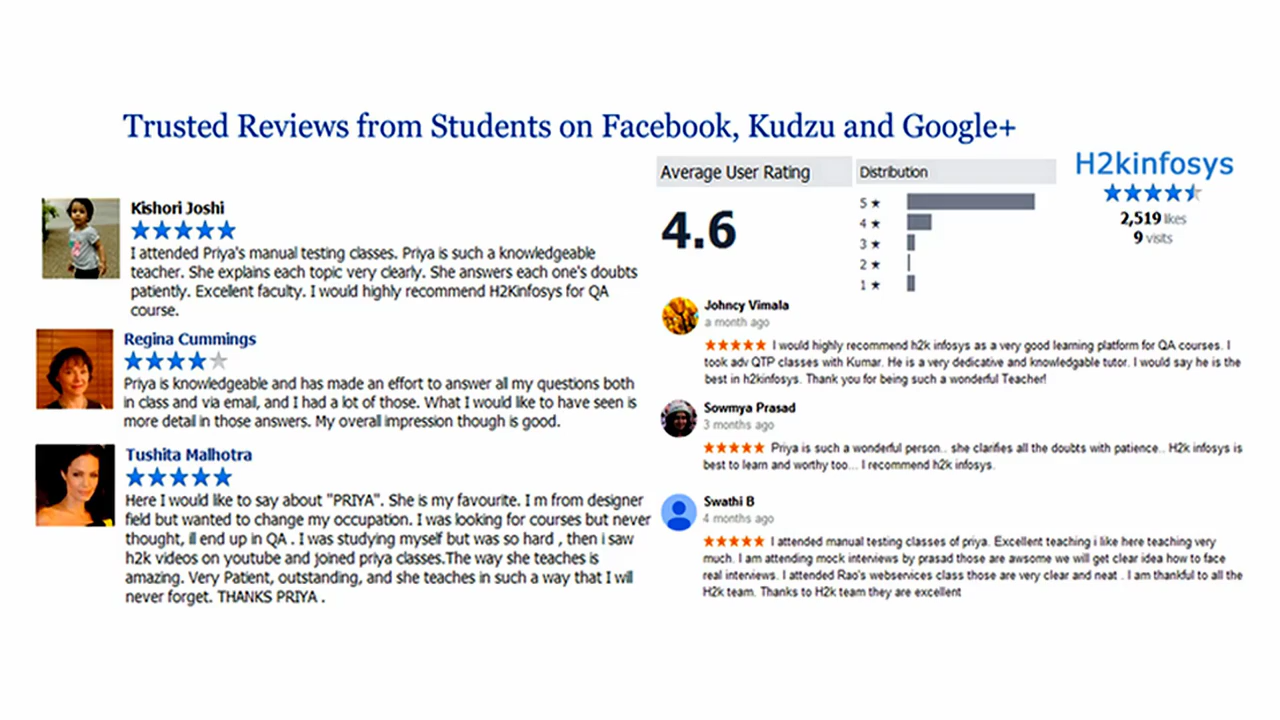 Trusted Reviews from Students on Facebook, Kudzu and Google+
Kishori Joshi
I attended Priya's manual testing classes. Priya is such a knowledgeable
teacher. She explains each topic very clearly. She answers each one's doubts
patiently. Excellent faculty. I would highly recommend H2Kinfosys for QA
course.
Regina Cummings
Priya is knowledgeable and has made an effort to answer all my questions both
in class and via email, and I had a lot of those. What I would like to have seen is
more detail in those answers. My overall impression though is good.
Tushita Malhotra
Here I would like to say about "PRIYA". She is my favourite. I m from designer
field but wanted to change my occupation. I was looking for courses but never
thought, ill end up in QA . I was studying myself but was so hard , then i saw
h2k videos on youtube and joined priya classes.The way she teaches is
amazing. Very Patient, outstanding, and she teaches in such a way that I will
never forget. THANKS PRIYA .
Average User Rating
4.6
Distribution
5 ★
4 ★
3 ★
2 ★
1 ★
H2kinfosys
2,519 likes
9 visits
Johncy Vimala
a month ago
I would highly recommend h2k infosys as a very good learning platform for QA courses. I
took adv QTP classes with Kumar. He is a very dedicative and knowledgable tutor. I would say he is the
best in h2kinfosys. Thank you for being such a wonderful Teacher!
Sowmya Prasad
3 months ago
Priya is such a wonderful person.. she clarifies all the doubts with patience.. H2k infosys is
best to learn and worthy too... I recommend h2k infosys.
Swathi B
4 months ago
I attended manual testing classes of priya. Excellent teaching i like here teaching very
much. I am attending mock interviews by prasad those are awsome we will get clear idea how to face
real interviews. I attended Rao's webservices class those are very clear and neat . I am thankful to all the
H2k team. Thanks to H2k team they are excellent